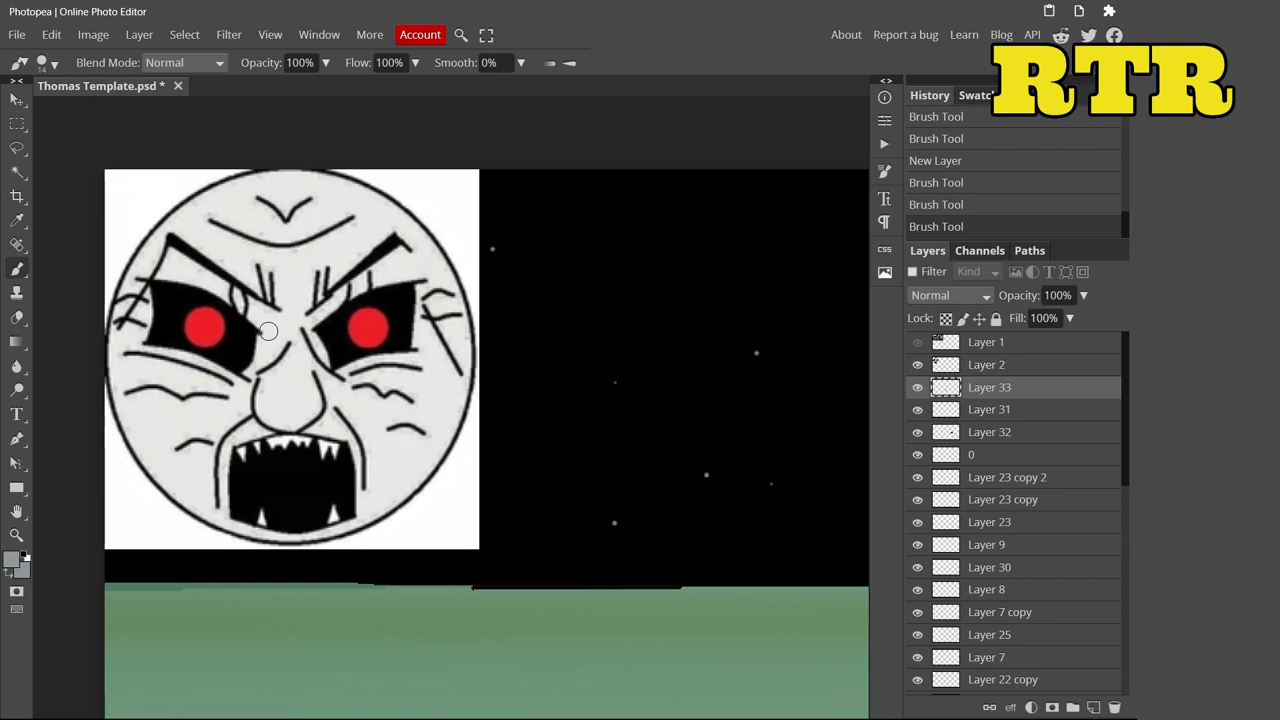 Photopea | Online Photo Editor
File Edit Image Layer Select Filter View Window More Account
About Report a bug Learn Blog API
14 Blend Mode: Normal Opacity: 100% Flow: 100% Smooth: 0%
RTR
Thomas Template.psd *
History Swatc
Brush Tool
Brush Tool
New Layer
Brush Tool
Brush Tool
Brush Tool
Layers Channels Paths
Filter Kind
Normal Opacity: 100%
Lock: Fill: 100%
Layer 1
Layer 2
Layer 33
Layer 31
Layer 32
0
Layer 23 copy 2
Layer 23 copy
Layer 23
Layer 9
Layer 30
Layer 8
Layer 7 copy
Layer 25
Layer 7
Layer 22 copy
CSS
eff